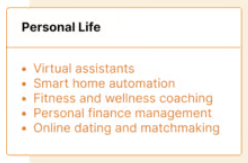 Personal Life
• Virtual assistants
• Smart home automation
• Fitness and wellness coaching
• Personal finance management
• Online dating and matchmaking